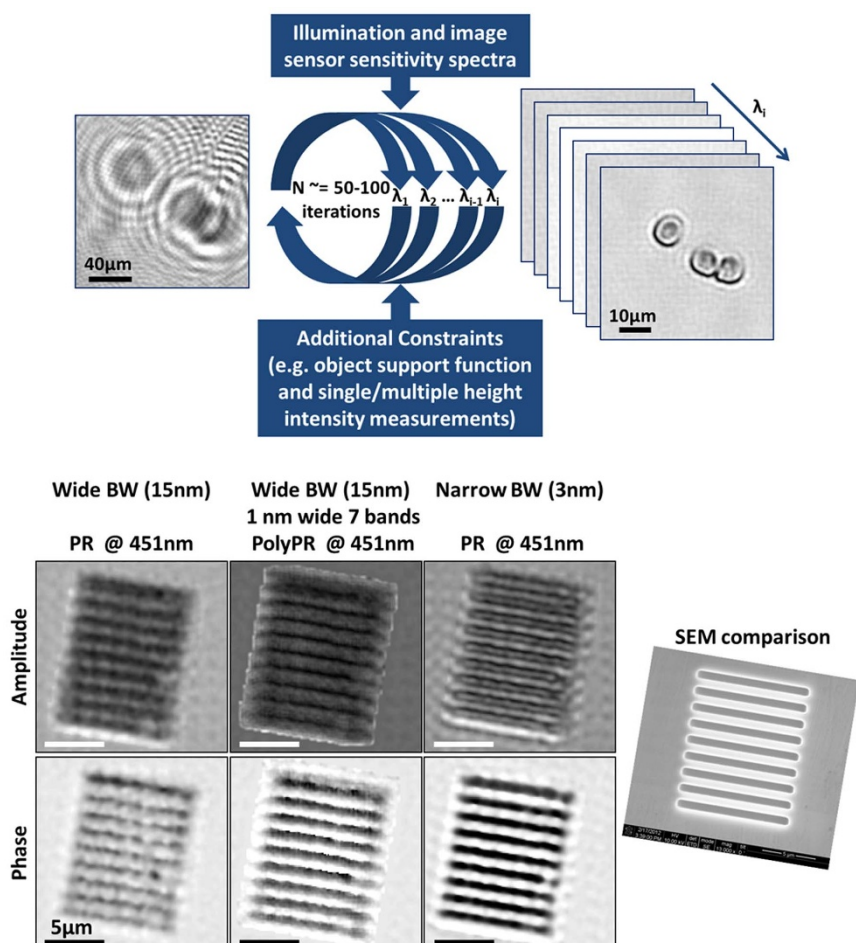 Illumination and image
sensor sensitivity spectra
N ~= 50-100
iterations
λ1 λ2 ... λi-1 λi
40µm
λi
10µm
Additional Constraints
(e.g. object support function
and single/multiple height
intensity measurements)
Wide BW (15nm)
PR @ 451nm
Wide BW (15nm)
1 nm wide 7 bands
PolyPR @ 451nm
Narrow BW (3nm)
PR @ 451nm
Amplitude
Phase
5µm
SEM comparison
5 µm